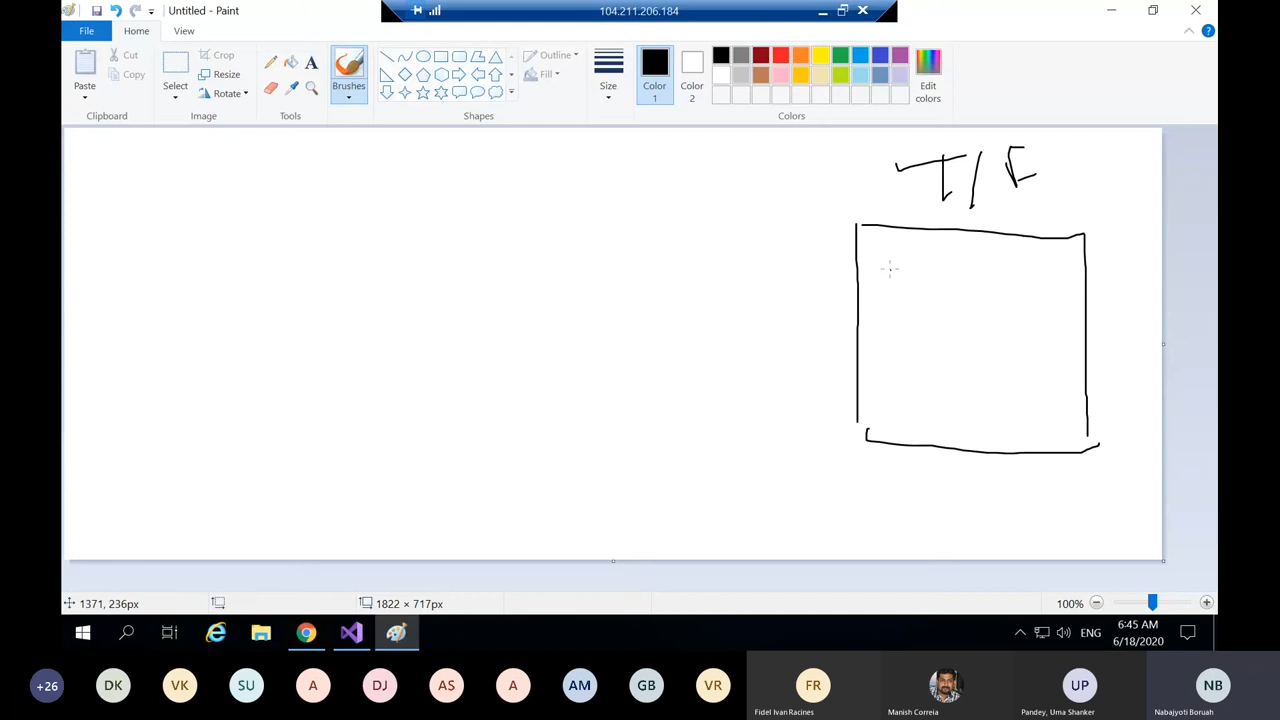 Untitled - Paint
104.211.206.184
File
Home
View
Paste
Cut
Copy
Clipboard
Select
Crop
Resize
Rotate
Image
Tools
Brushes
Shapes
Outline
Fill
Size
Color
1
Color
2
Edit
colors
Colors
T/F
1371, 236px
1822 × 717px
100%
ENG
6:45 AM
6/18/2020
+26
DK
VK
SU
A
DJ
AS
A
AM
GB
VR
FR
Fidel Ivan Racines
Manish Correia
UP
Pandey, Uma Shanker
NB
Nabajyoti Boruah